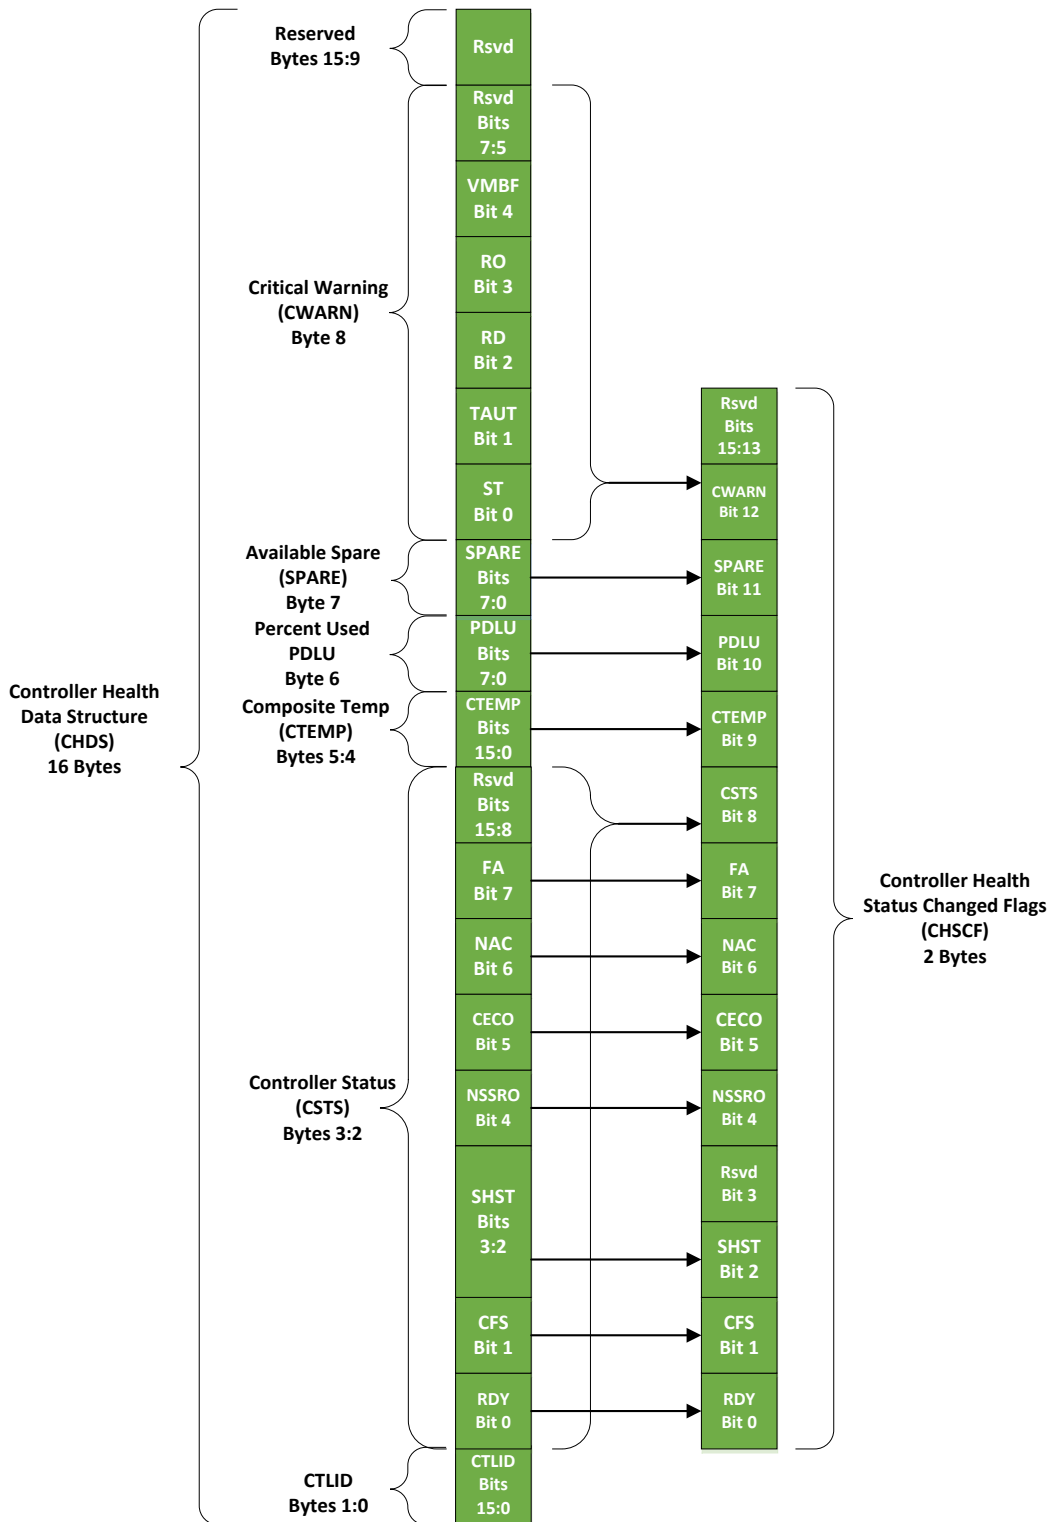 Reserved
Bytes 15:9
Rsvd
Rsvd
Bits
7:5
VMBF
Bit 4
RO
Bit 3
Critical Warning
(CWARN)
Byte 8
RD
Bit 2
TAUT
Bit 1
ST
Bit 0
Rsvd
Bits
15:13
CWARN
Bit 12
Available Spare
(SPARE)
Byte 7
SPARE
Bits
7:0
SPARE
Bit 11
Percent Used
PDLU
Byte 6
PDLU
Bits
7:0
PDLU
Bit 10
Controller Health
Data Structure
(CHDS)
16 Bytes
Composite Temp
(CTEMP)
Bytes 5:4
CTEMP
Bits
15:0
CTEMP
Bit 9
Rsvd
Bits
15:8
CSTS
Bit 8
FA
Bit 7
FA
Bit 7
Controller Health
Status Changed Flags
(CHSCF)
2 Bytes
NAC
Bit 6
NAC
Bit 6
CECO
Bit 5
CECO
Bit 5
Controller Status
(CSTS)
Bytes 3:2
NSSRO
Bit 4
NSSRO
Bit 4
SHST
Bits
3:2
Rsvd
Bit 3
SHST
Bit 2
CFS
Bit 1
CFS
Bit 1
RDY
Bit 0
RDY
Bit 0
CTLID
Bytes 1:0
CTLID
Bits
15:0